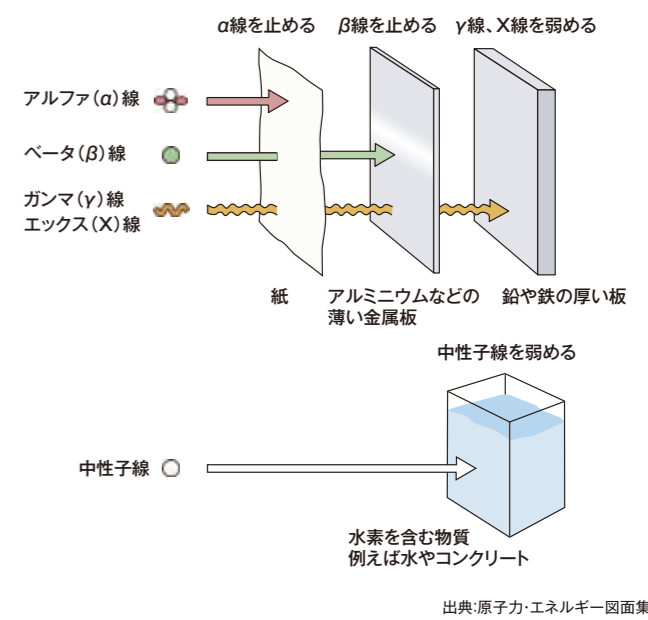 α線を止める
β線を止める
γ線、X線を弱める
アルファ(α)線
ベータ(β)線
ガンマ(γ)線
エックス(X)線
紙
アルミニウムなどの
薄い金属板
鉛や鉄の厚い板
中性子線を弱める
中性子線
水素を含む物質
例えば水やコンクリート
出典:原子力・エネルギー図面集